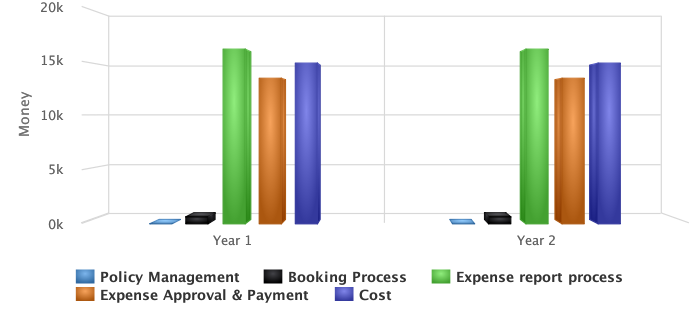 20k
15k
10k
5k
0k
Money
Year 1 Year 2
Policy Management Booking Process Expense report process
Expense Approval & Payment Cost